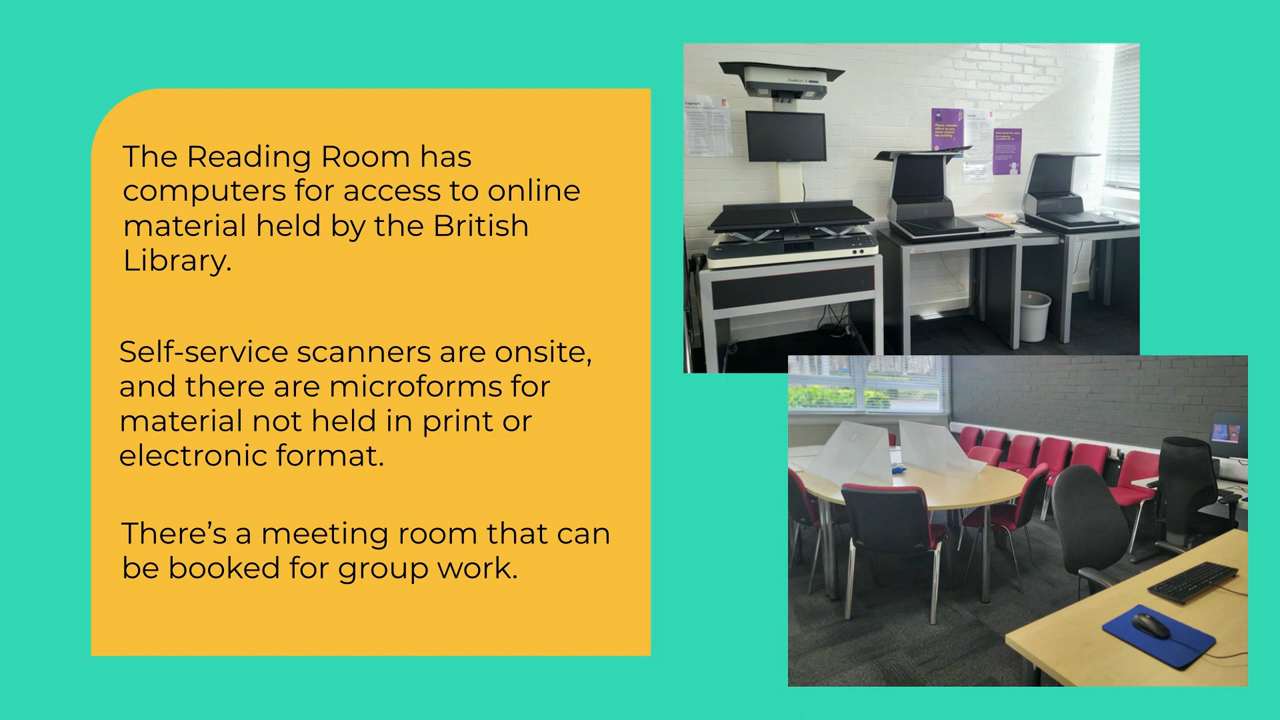 The Reading Room has
computers for access to online
material held by the British
Library.
Self-service scanners are onsite,
and there are microforms for
material not held in print or
electronic format.
There’s a meeting room that can
be booked for group work.